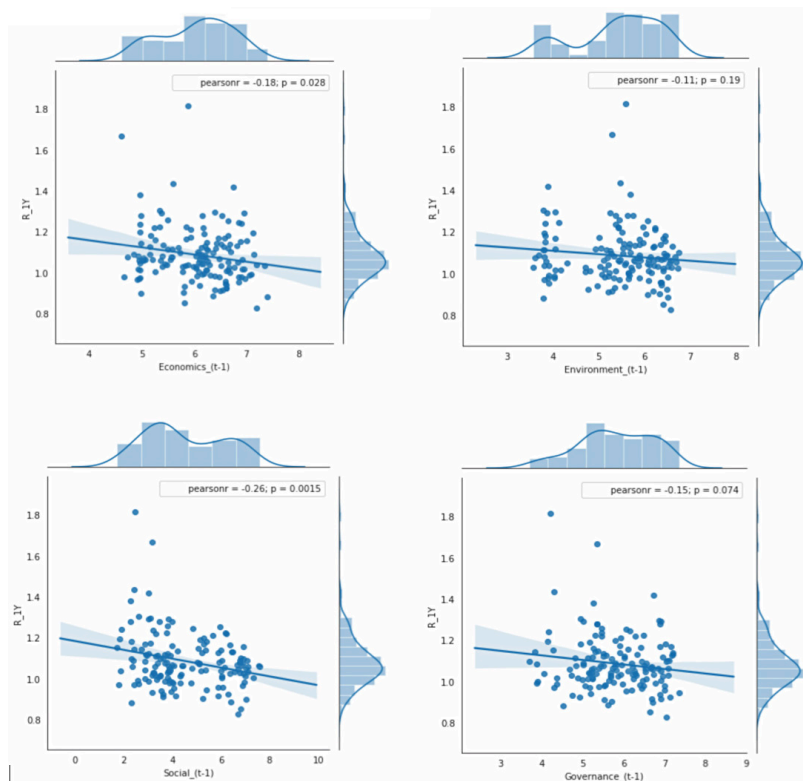 pearsonr = -0.18; p = 0.028
1.8
1.6
1.4
1.2
1.0
0.8
R_1Y
4 5 6 7 8
Economics_(t-1)
pearsonr = -0.11; p = 0.19
1.8
1.6
1.4
1.2
1.0
0.8
R_1Y
3 4 5 6 7 8
Environment_(t-1)
pearsonr = -0.26; p = 0.0015
1.8
1.6
1.4
1.2
1.0
0.8
R_1Y
0 2 4 6 8 10
Social_(t-1)
pearsonr = -0.15; p = 0.074
1.8
1.6
1.4
1.2
1.0
0.8
R_1Y
3 4 5 6 7 8 9
Governance_(t-1)